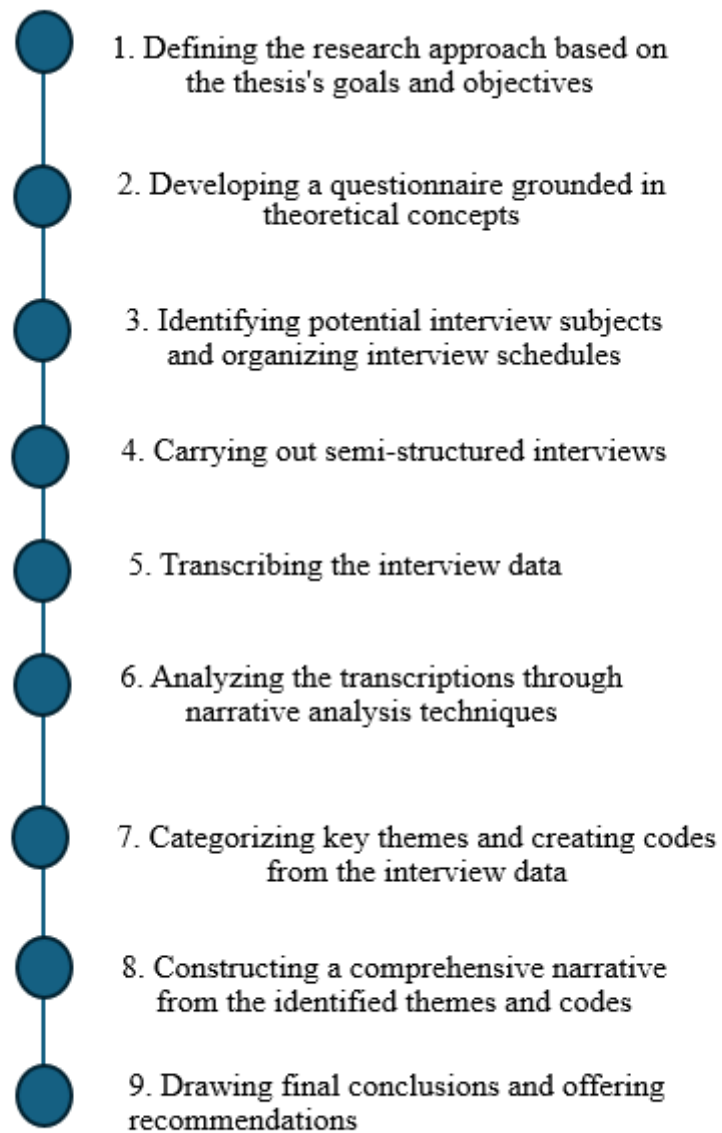 1. Defining the research approach based on
the thesis's goals and objectives
2. Developing a questionnaire grounded in
theoretical concepts
3. Identifying potential interview subjects
and organizing interview schedules
4. Carrying out semi-structured interviews
5. Transcribing the interview data
6. Analyzing the transcriptions through
narrative analysis techniques
7. Categorizing key themes and creating codes
from the interview data
8. Constructing a comprehensive narrative
from the identified themes and codes
9. Drawing final conclusions and offering
recommendations